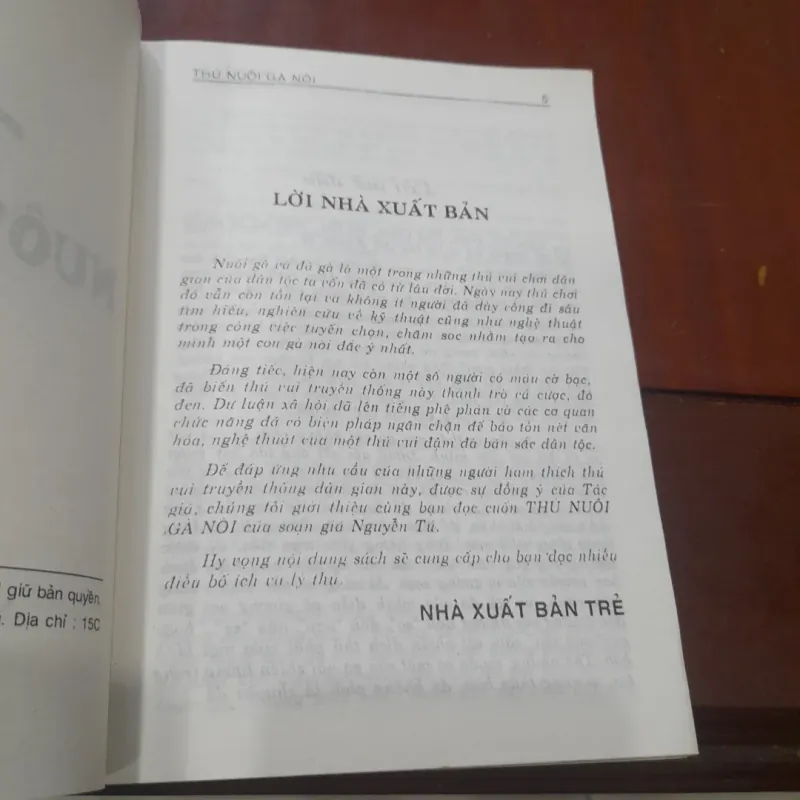 THÚ NUÔI GÀ NÒI
5
LỜI NHÀ XUẤT BẢN
Nuôi gà và đá gà là một trong những thú vui chơi dân
gian của dân tộc ta vốn đã có từ lâu đời. Ngày nay thú chơi
đó vẫn còn tồn tại và không ít người đã dày công đi sâu
tìm hiểu, nghiên cứu về kỹ thuật cũng như nghệ thuật
trong công việc tuyển chọn, chăm sóc nhằm tạo ra cho
mình một con gà nòi đắc ý nhất.
Đáng tiếc, hiện nay còn một số người có máu cờ bạc,
đã biến thú vui truyền thống này thành trò cá cược, đỏ
đen. Dư luận xã hội đã lên tiếng phê phán và các cơ quan
chức năng đã có biện pháp ngăn chặn để bảo tồn nét văn
hóa, nghệ thuật của một thú vui đậm đà bản sắc dân tộc.
Để đáp ứng nhu cầu của những người ham thích thú
vui truyền thống dân gian này, được sự đồng ý của Tác
giả, chúng tôi giới thiệu cùng bạn đọc cuốn THÚ NUÔI
GÀ NÒI của soạn giả Nguyễn Tú.
Hy vọng nội dung sách sẽ cung cấp cho bạn đọc nhiều
điều bổ ích và lý thú.
NHÀ XUẤT BẢN TRẺ
giữ bản quyền.
Địa chỉ : 15C